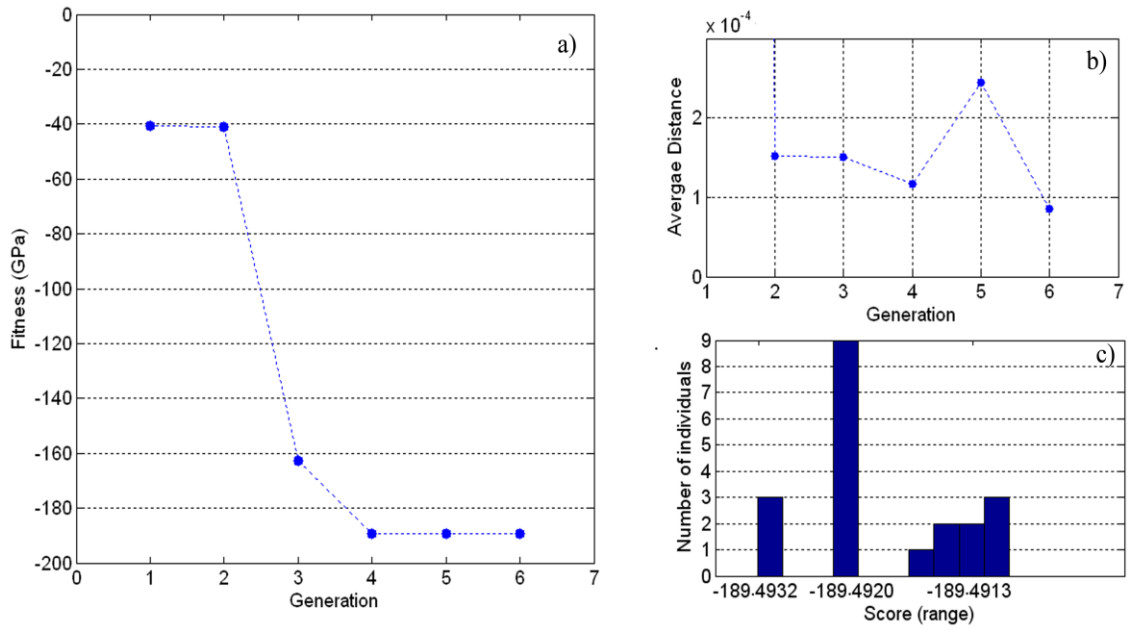 a)
0
-20
-40
-60
-80
-100
-120
-140
-160
-180
-200
Fitness (GPa)
0 1 2 3 4 5 6 7
Generation
x 10^-4
b)
2
1
0
Avergae Distance
1 2 3 4 5 6 7
Generation
c)
9
8
7
6
5
4
3
2
1
0
Number of individuals
-189.4932 -189.4920 -189.4913
Score (range)